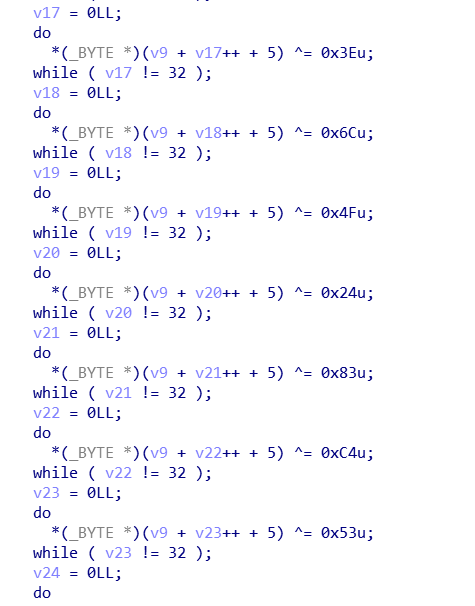 v17 = 0LL;
do
*(_BYTE *)(v9 + v17++ + 5) ^= 0x3Eu;
while ( v17 != 32 );
v18 = 0LL;
do
*(_BYTE *)(v9 + v18++ + 5) ^= 0x6Cu;
while ( v18 != 32 );
v19 = 0LL;
do
*(_BYTE *)(v9 + v19++ + 5) ^= 0x4Fu;
while ( v19 != 32 );
v20 = 0LL;
do
*(_BYTE *)(v9 + v20++ + 5) ^= 0x24u;
while ( v20 != 32 );
v21 = 0LL;
do
*(_BYTE *)(v9 + v21++ + 5) ^= 0x83u;
while ( v21 != 32 );
v22 = 0LL;
do
*(_BYTE *)(v9 + v22++ + 5) ^= 0xC4u;
while ( v22 != 32 );
v23 = 0LL;
do
*(_BYTE *)(v9 + v23++ + 5) ^= 0x53u;
while ( v23 != 32 );
v24 = 0LL;
do